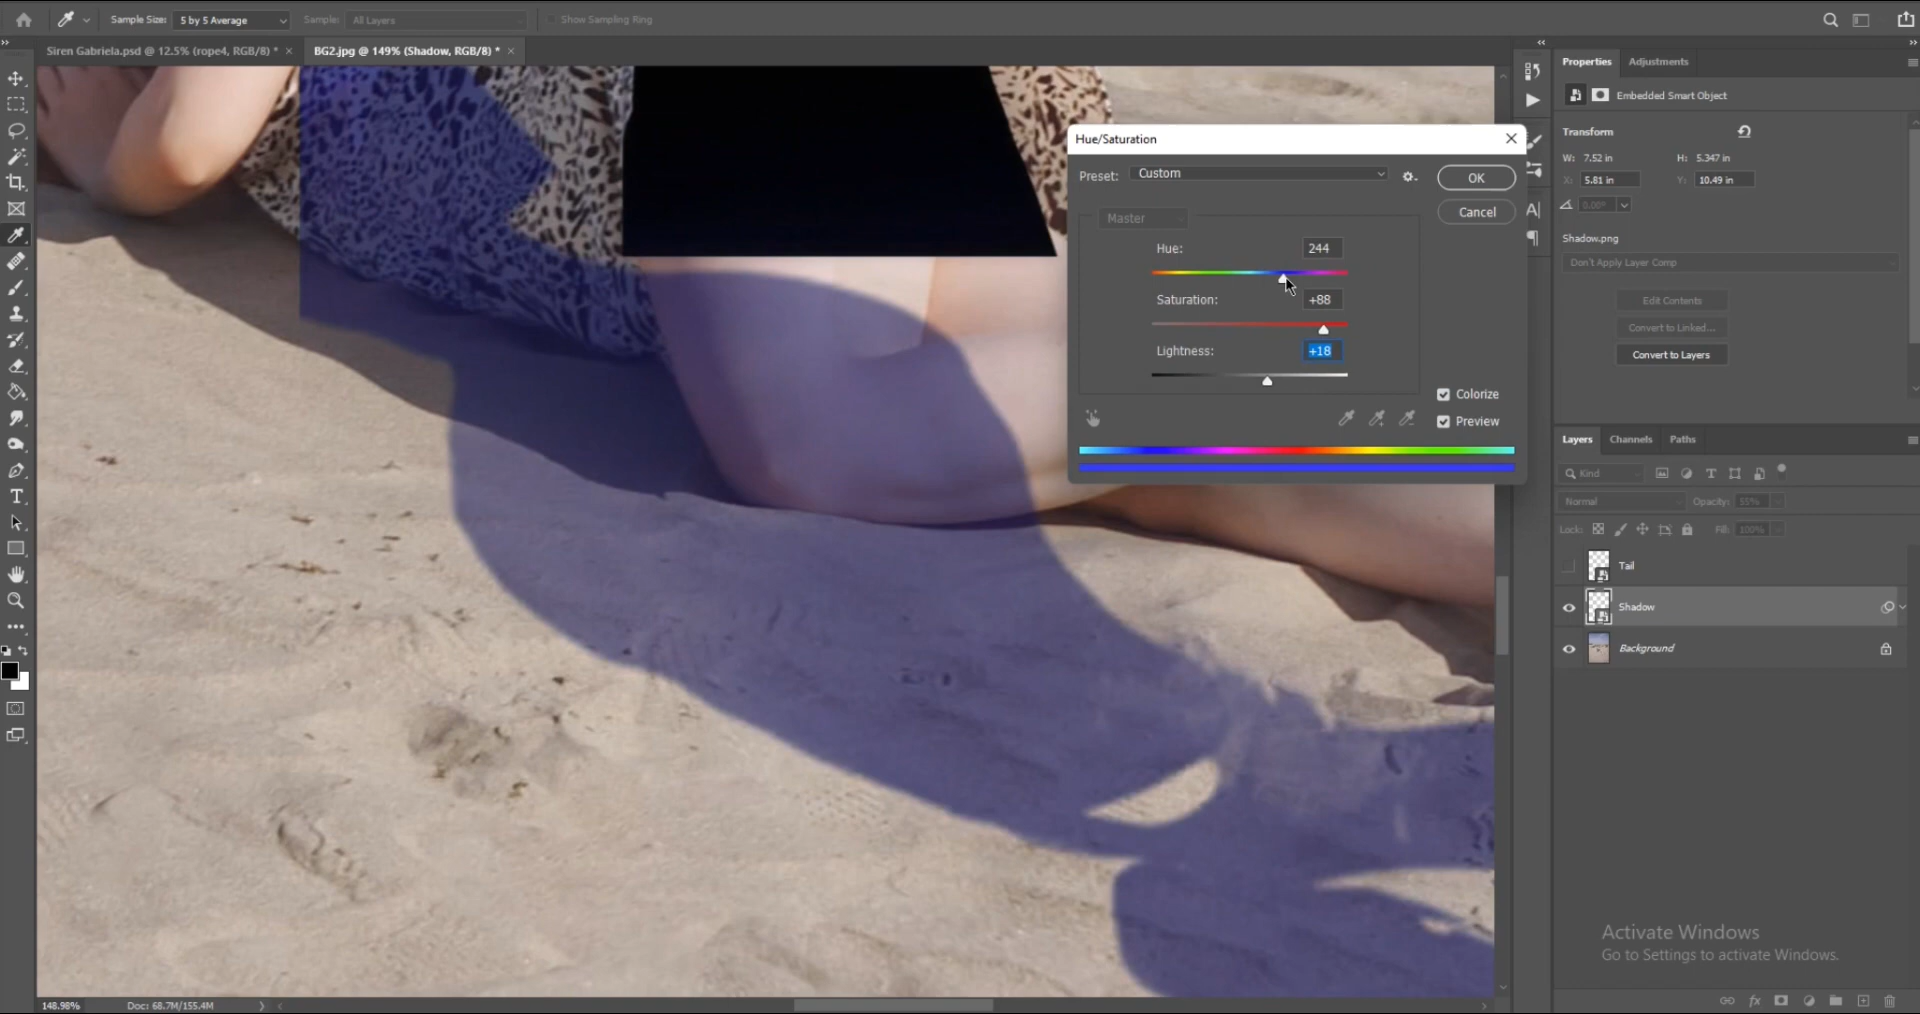 Sample Size: 5 by 5 Average Sample: All Layers Show Sampling Ring
Siren Gabriela.psd @ 12.5% (rope4, RGB/8) * ×
BG2.jpg @ 149% (Shadow, RGB/8) * ×
Properties Adjustments
Embedded Smart Object
Transform
W: 7.52 in H: 5.347 in
X: 5.81 in Y: 10.49 in
0.00°
Shadow.png
Don't Apply Layer Comp
Edit Contents
Convert to Linked...
Convert to Layers
Hue/Saturation
Preset: Custom
OK
Cancel
Master
Hue: 244
Saturation: +88
Lightness: +18
Colorize
Preview
Layers Channels Paths
Kind
Normal Opacity: 55%
Lock: Fill: 100%
Tail
Shadow
Background
Activate Windows
Go to Settings to activate Windows.
148.98% Doc: 68.7M/155.4M